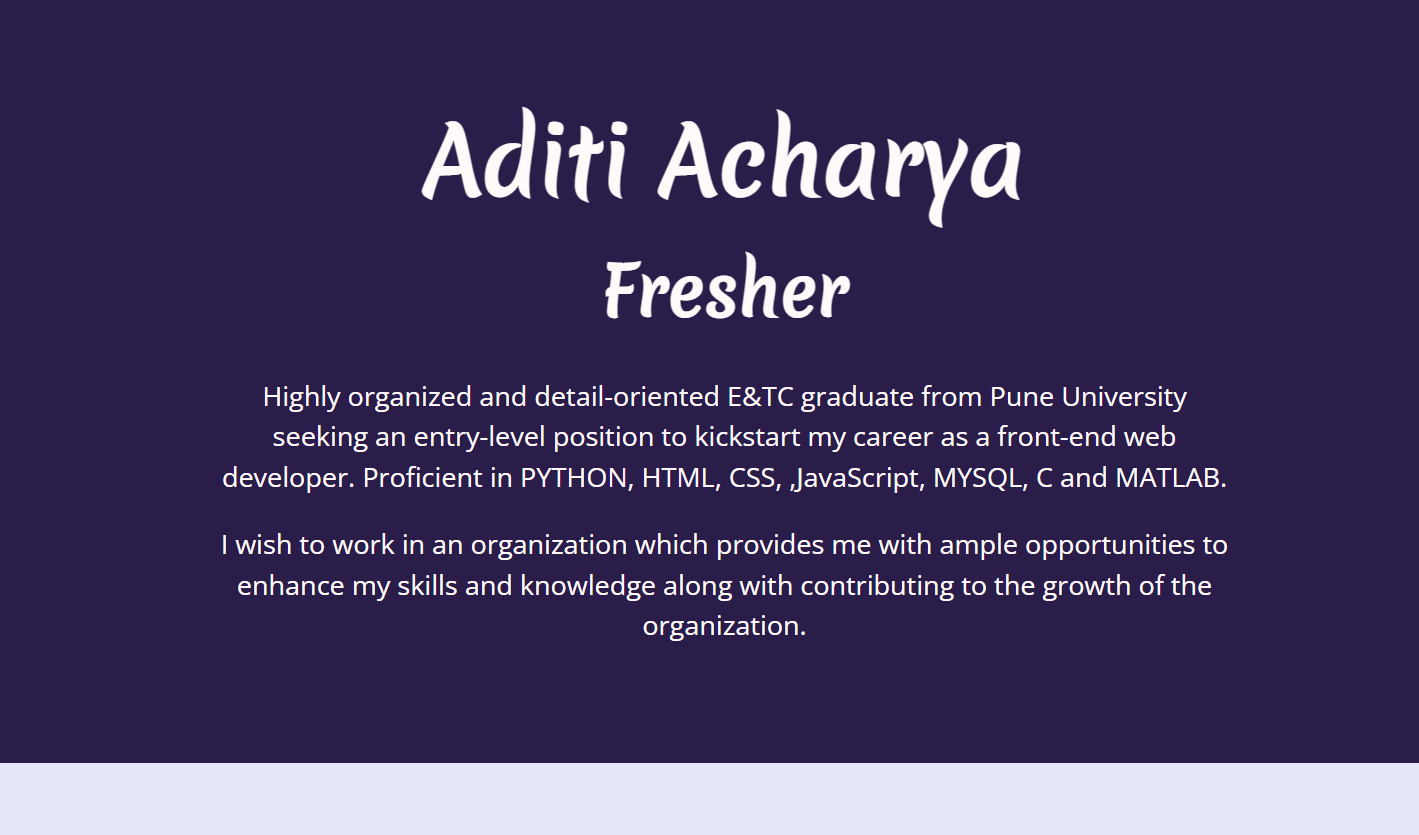 Aditi Acharya
Fresher
Highly organized and detail-oriented E&TC graduate from Pune University
seeking an entry-level position to kickstart my career as a front-end web
developer. Proficient in PYTHON, HTML, CSS, ,JavaScript, MYSQL, C and MATLAB.
I wish to work in an organization which provides me with ample opportunities to
enhance my skills and knowledge along with contributing to the growth of the
organization.